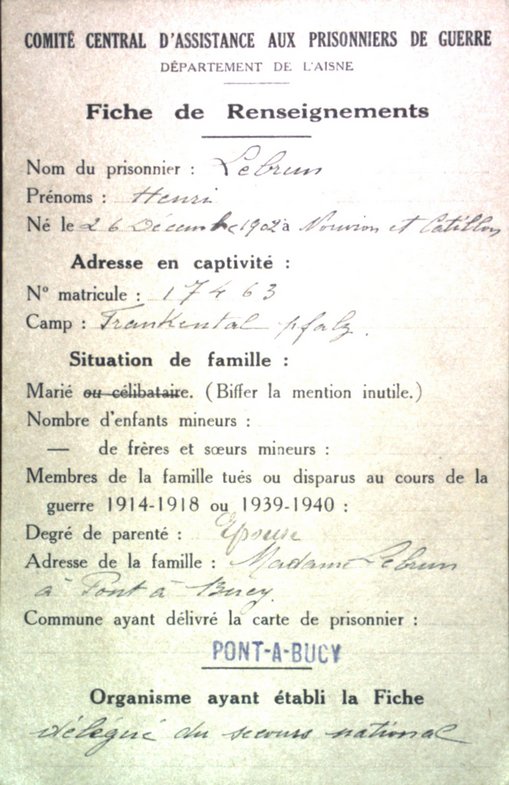 COMITÉ CENTRAL D'ASSISTANCE AUX PRISONNIERS DE GUERRE
DÉPARTEMENT DE L'AISNE
Fiche de Renseignements
Nom du prisonnier : Lebrun
Prénoms : Henri
Né le 26 Décembre 1902 à Nouvion et Catillon
Adresse en captivité :
N° matricule : 17463
Camp : Frankental pfalz.
Situation de famille :
Marié ou célibataire. (Biffer la mention inutile.)
Nombre d'enfants mineurs :
— de frères et sœurs mineurs :
Membres de la famille tués ou disparus au cours de la
guerre 1914-1918 ou 1939-1940 :
Degré de parenté : Epouse
Adresse de la famille : Madame Lebrun
à Pont à Bucy
Commune ayant délivré la carte de prisonnier :
PONT-A-BUCY
Organisme ayant établi la Fiche
délégué du secours national